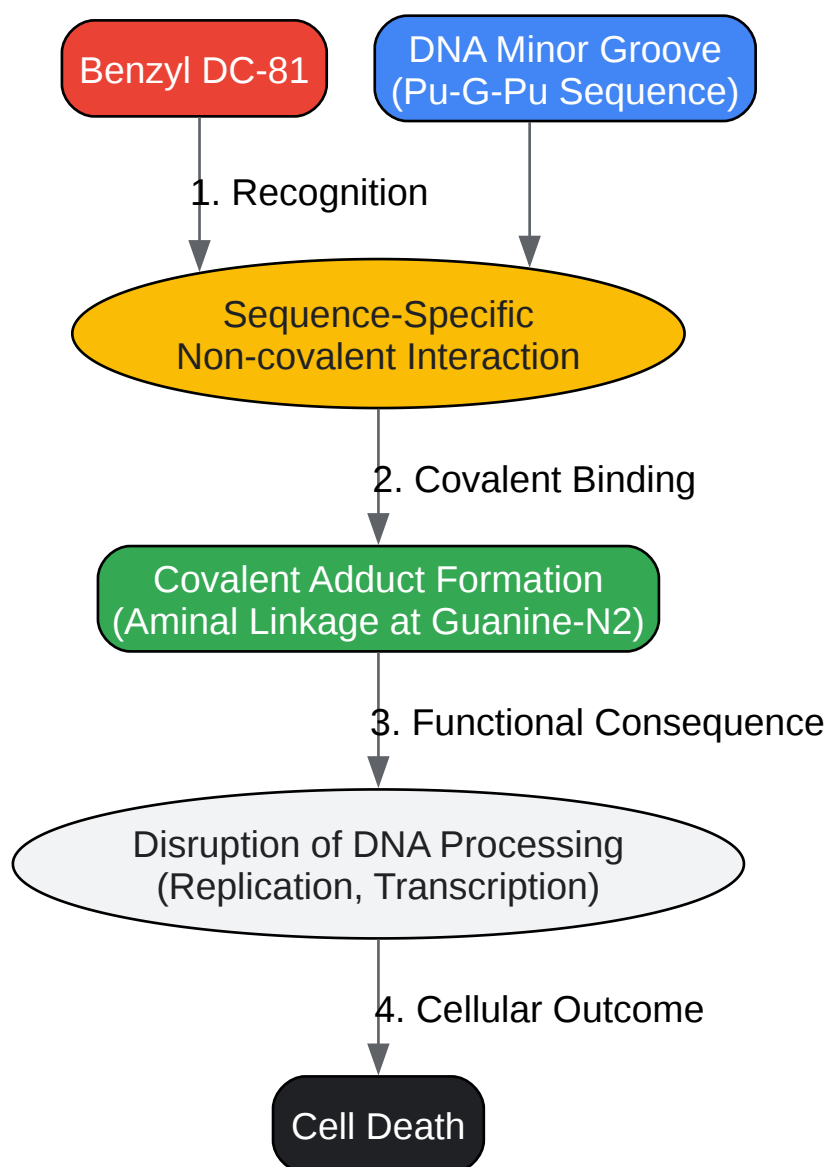 Benzyl DC-81
DNA Minor Groove
(Pu-G-Pu Sequence)
1. Recognition
Sequence-Specific
Non-covalent Interaction
2. Covalent Binding
Covalent Adduct Formation
(Aminal Linkage at Guanine-N2)
3. Functional Consequence
Disruption of DNA Processing
(Replication, Transcription)
4. Cellular Outcome
Cell Death